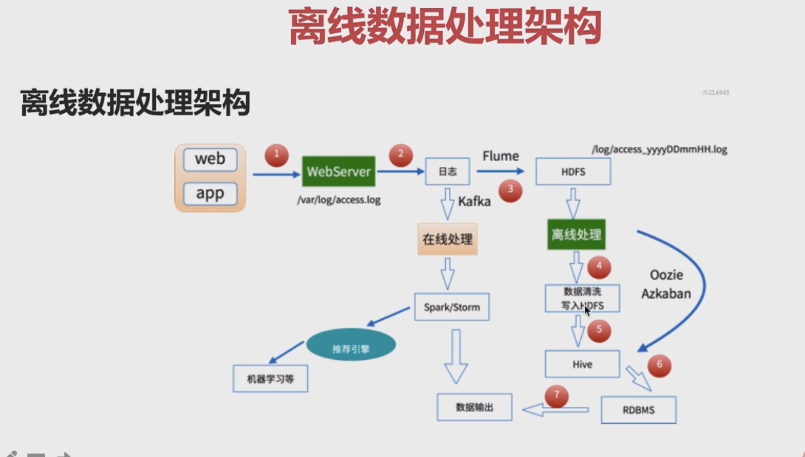 离线数据处理架构
离线数据处理架构
web
app
1
WebServer
/var/log/access.log
2
日志
Flume
3
HDFS
/log/access_yyyyDDmmHH.log
Kafka
在线处理
Spark/Storm
推荐引擎
机器学习等
离线处理
4
数据清洗
写入HDFS
5
Hive
Oozie
Azkaban
6
RDBMS
7
数据输出